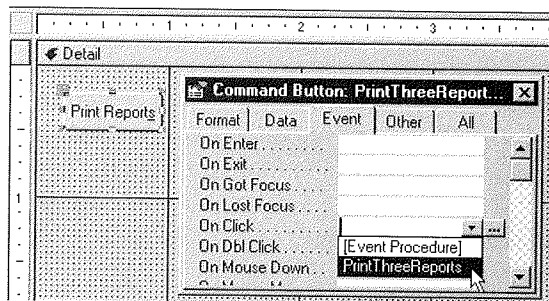 1 2 3
Detail
Print Reports
1
Command Button: PrintThreeReport...
Format Data Event Other All
On Enter........
On Exit.........
On Got Focus....
On Lost Focus...
On Click........
On Dbl Click.......
On Mouse Down..
[Event Procedure]
PrintThreeReports